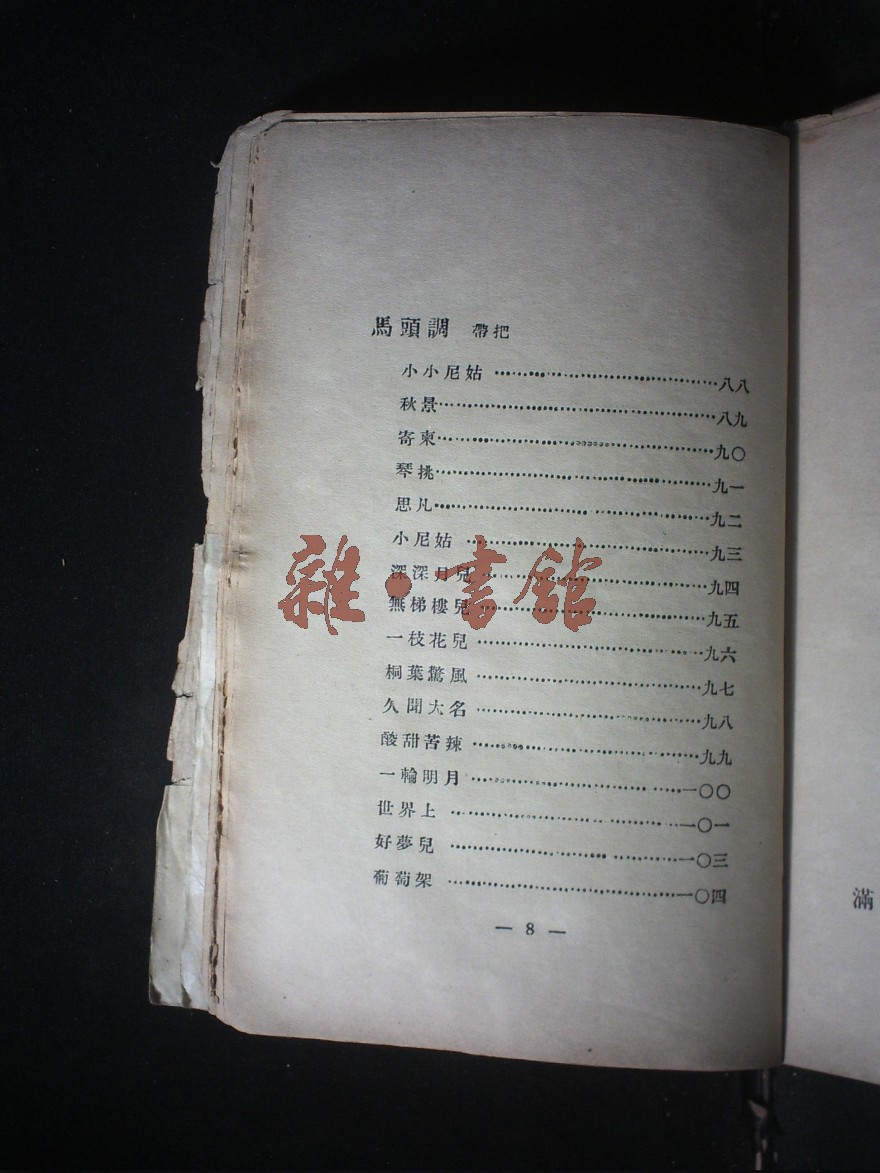 馬頭調 帶把
小小尼姑 ……八八
秋景……八九
寄柬……九〇
琴挑……九一
思凡……九二
小尼姑 ……九三
深深月兒……九四
無梯樓兒……九五
一枝花兒……九六
桐葉驚風……九七
久聞大名……九八
酸甜苦辣……九九
一輪明月……一〇〇
世界上 ……一〇一
好夢兒 ……一〇三
葡萄架 ……一〇四
— 8 —
滿
雜·書館